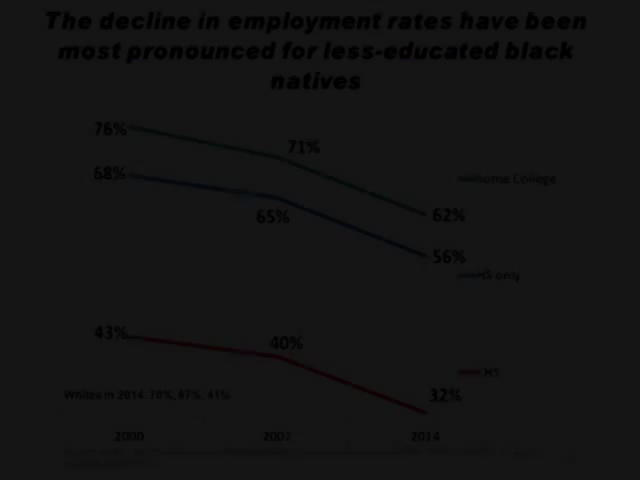 The decline in employment rates have been
most pronounced for less-educated black
natives
76%
71%
68%
Some College
62%
65%
56%
HS only
43%
40%
HS
32%
Whites in 2014: 70%, 67%, 41%
2000 2007 2014